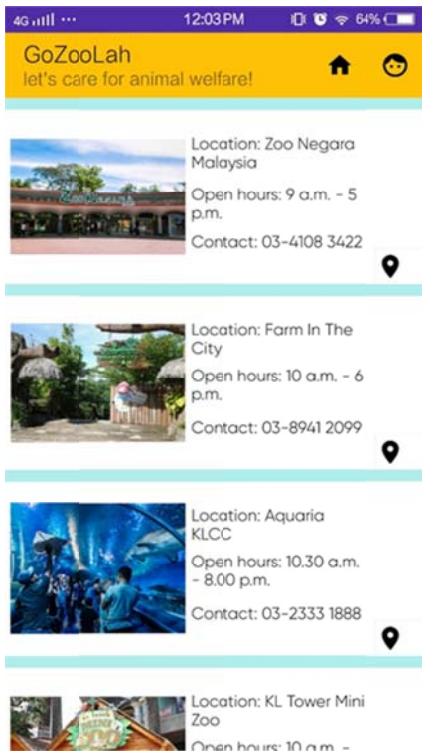 4G 12:03PM 64%
GoZooLah
let's care for animal welfare!
Location: Zoo Negara
Malaysia
Open hours: 9 a.m. - 5
p.m.
Contact: 03-4108 3422
Location: Farm In The
City
Open hours: 10 a.m. - 6
p.m.
Contact: 03-8941 2099
Location: Aquaria
KLCC
Open hours: 10.30 a.m.
- 8.00 p.m.
Contact: 03-2333 1888
MINI
ZOO
Location: KL Tower Mini
Zoo
Open hours: 10 a.m. -